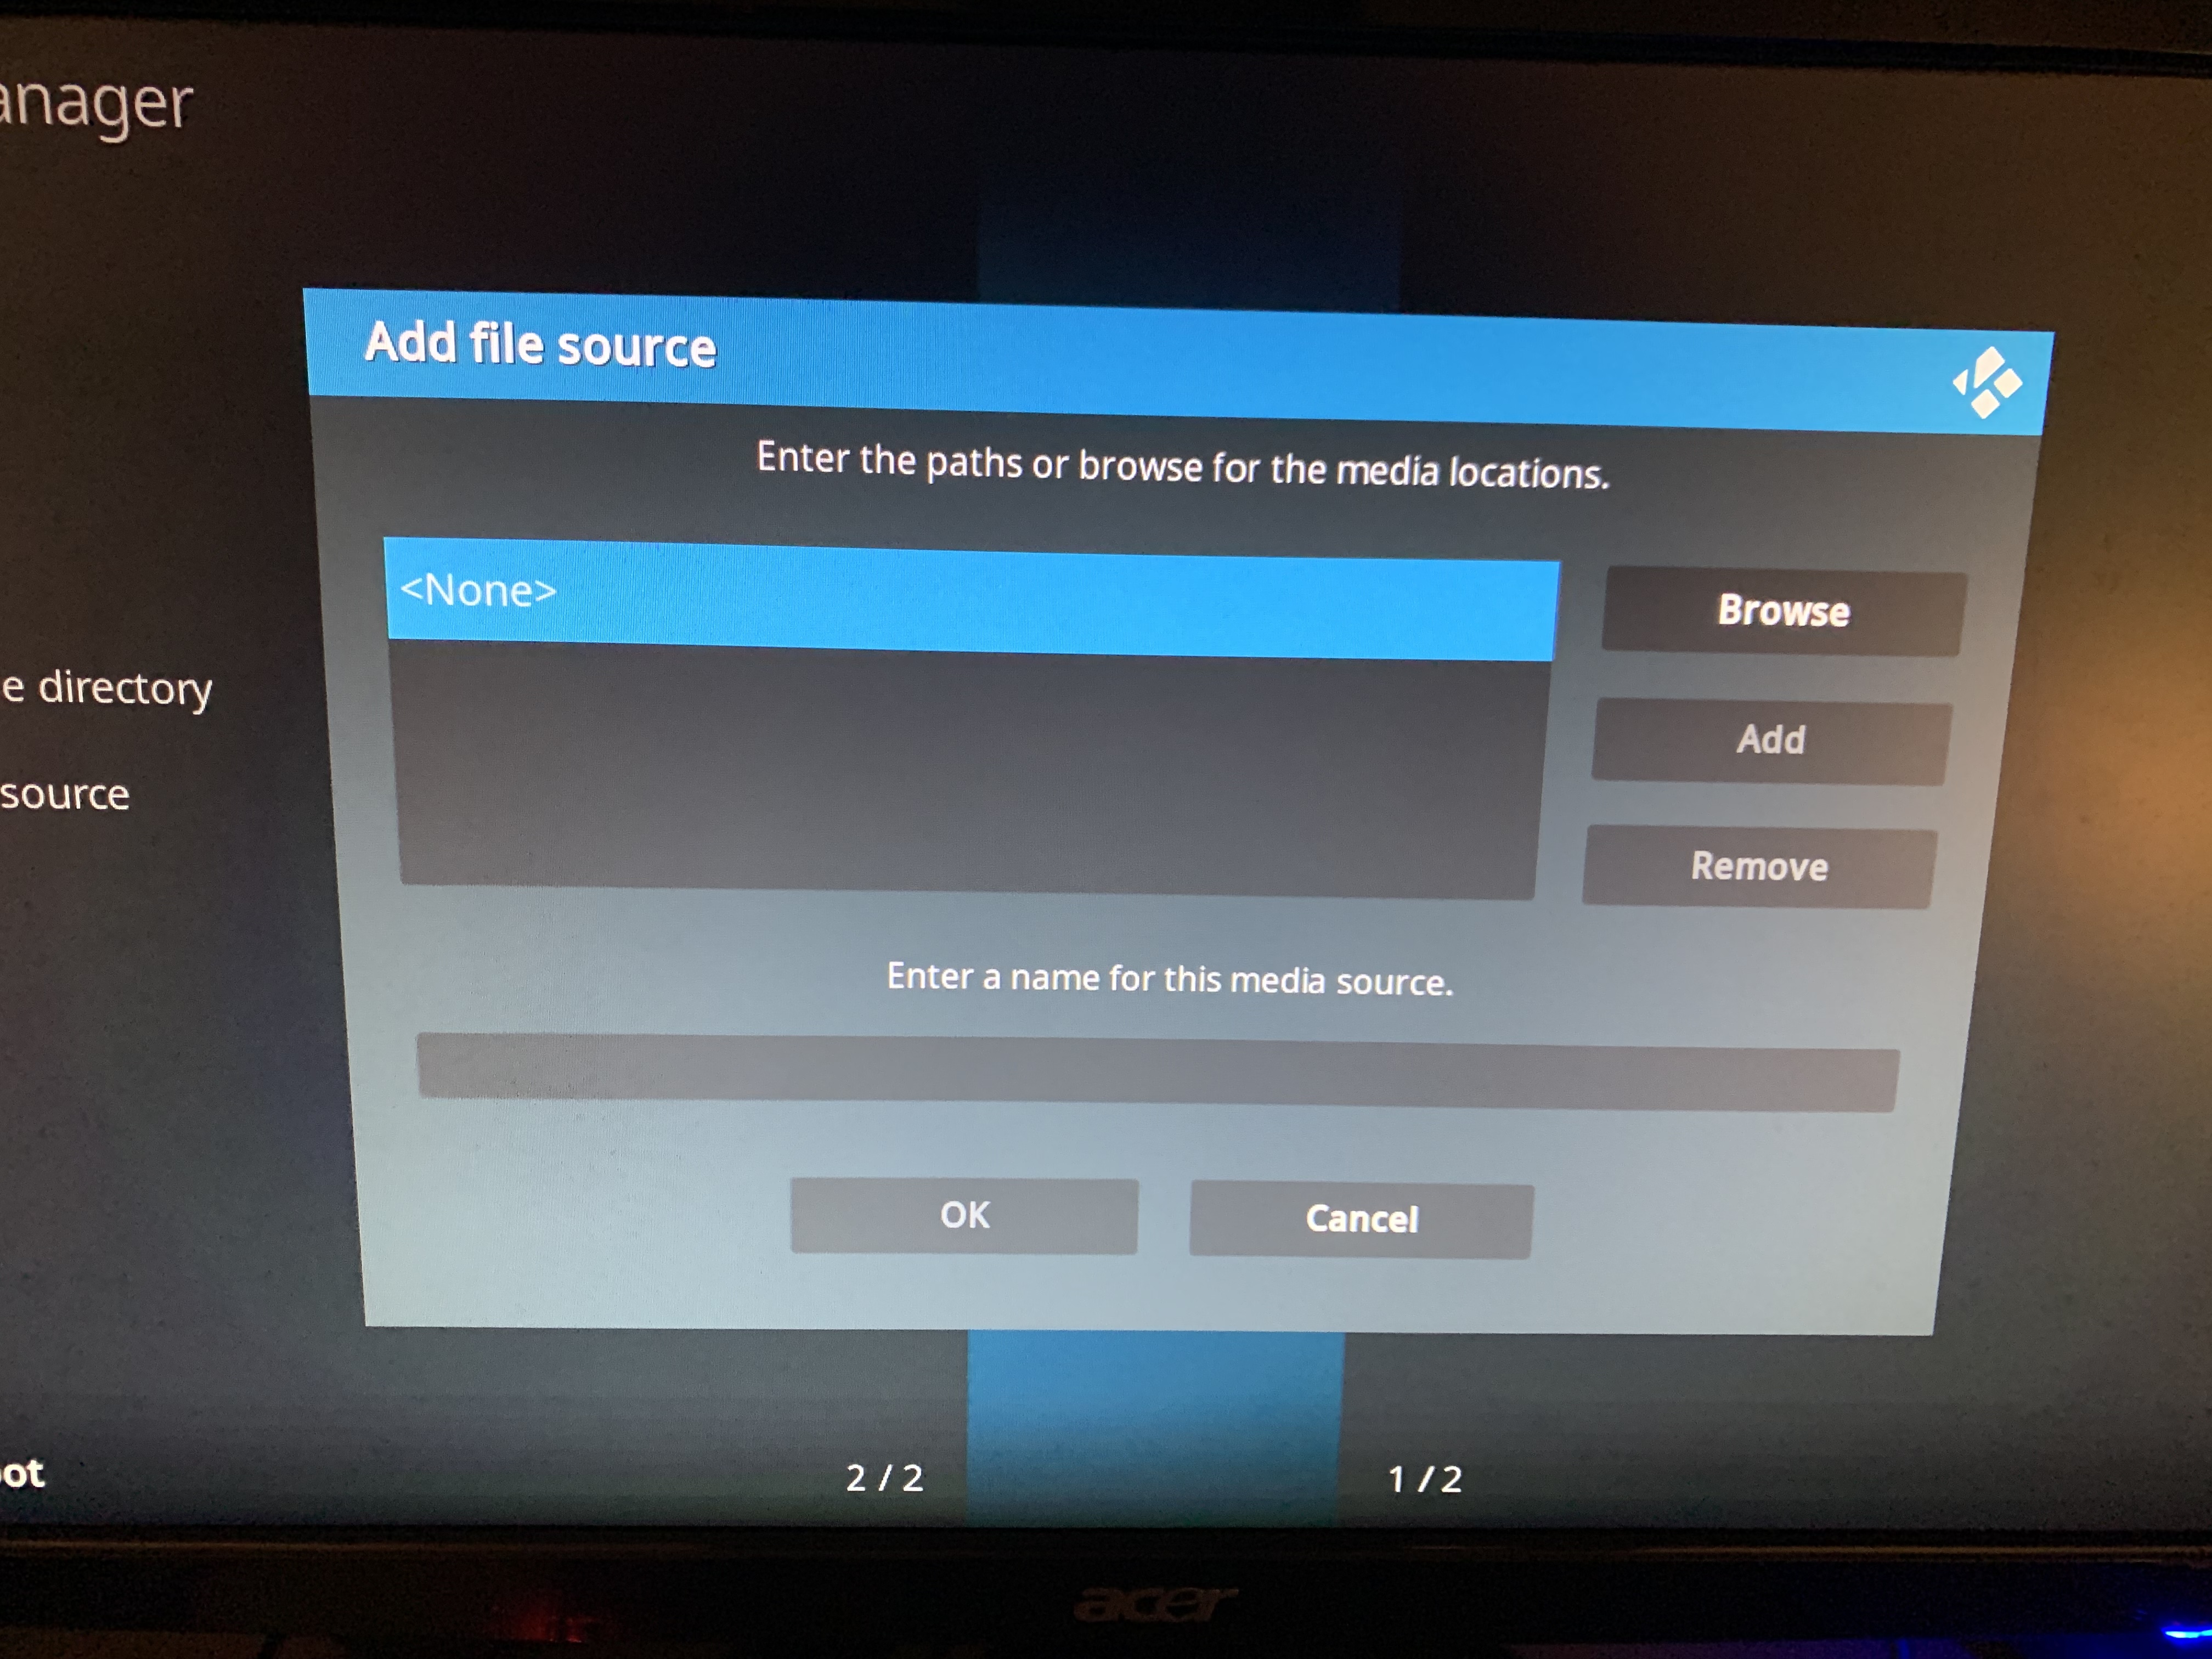 anager
Add file source
Enter the paths or browse for the media locations.
<None>
Browse
Add
Remove
e directory
source
Enter a name for this media source.
OK
Cancel
ot
2 / 2
1 / 2
acer